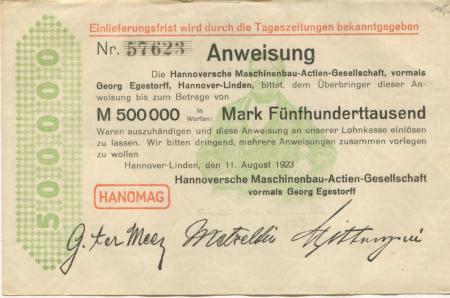 Einlieferungsfrist wird durch die Tageszeitungen bekanntgegeben
Nr. 57623 Anweisung
Die Hannoversche Maschinenbau-Actien-Gesellschaft, vormals
Georg Egestorff, Hannover-Linden, bittet, dem Überbringer dieser An-
weisung bis zum Betrage von
M 500000 in Worten: Mark Fünfhunderttausend
Waren auszuhändigen und diese Anweisung an unserer Lohnkasse einlösen
zu lassen. Wir bitten dringend, mehrere Anweisungen zusammen vorlegen
zu wollen
Hannover-Linden, den 11. August 1923
Hannoversche Maschinenbau-Actien-Gesellschaft
vormals Georg Egestorff
HANOMAG
500000
G. ter Meer Metzeltin